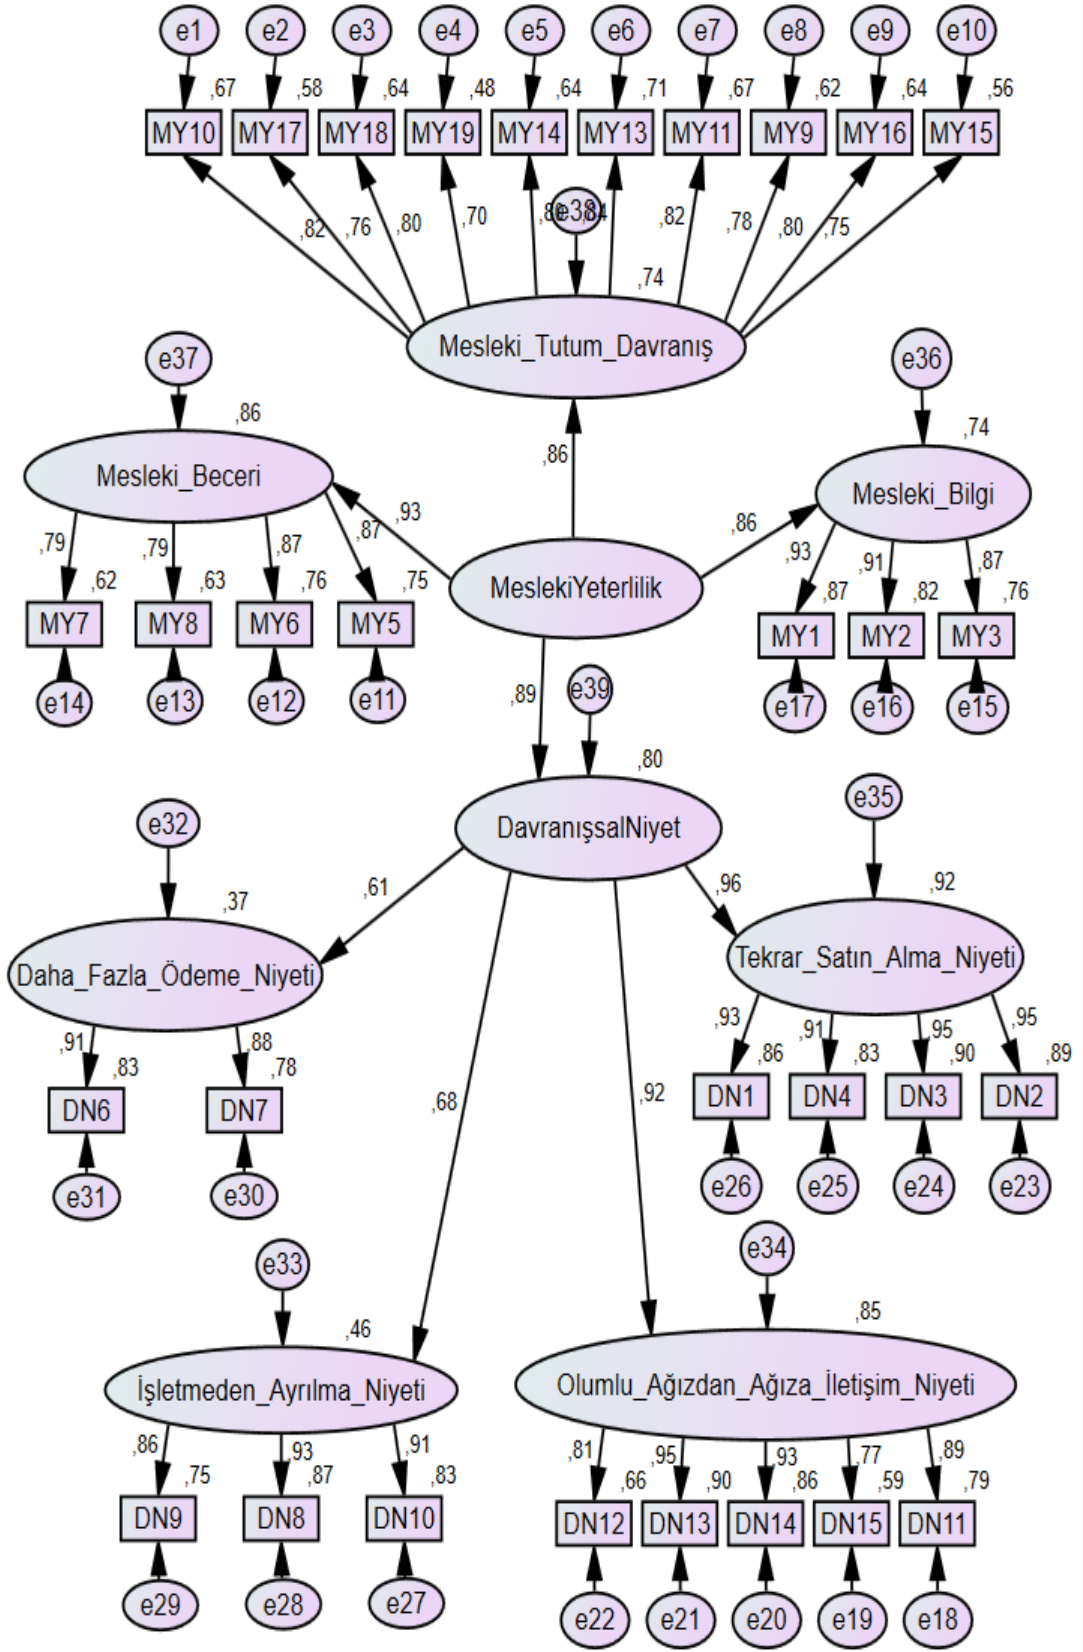 e1 e2 e3 e4 e5 e6 e7 e8 e9 e10
,67 ,58 ,64 ,48 ,64 ,71 ,67 ,62 ,64 ,56
MY10 MY17 MY18 MY19 MY14 MY13 MY11 MY9 MY16 MY15
,82 ,76 ,80 ,70 ,80 e38 ,84 ,82 ,78 ,80 ,75
,74
Mesleki_Tutum_Davranış
e37 e36
,86 ,74
Mesleki_Beceri ,86 Mesleki_Bilgi
,93 ,86
,79 ,79 ,87 ,87 ,93 ,91 ,87
,62 ,63 ,76 ,75 MeslekiYeterlilik ,87 ,82 ,76
MY7 MY8 MY6 MY5 MY1 MY2 MY3
e14 e13 e12 e11 ,89 e39 e17 e16 e15
,80
e32 DavranışsalNiyet e35
,61 ,96
,37 ,92
Daha_Fazla_Ödeme_Niyeti Tekrar_Satın_Alma_Niyeti
,91 ,88 ,93 ,91 ,95 ,95
,83 ,78 ,86 ,83 ,90 ,89
DN6 DN7 ,68 ,92 DN1 DN4 DN3 DN2
e31 e30 e26 e25 e24 e23
e33 e34
,46 ,85
İşletmeden_Ayrılma_Niyeti Olumlu_Ağızdan_Ağıza_İletişim_Niyeti
,86 ,93 ,91 ,81 ,95 ,93 ,77 ,89
,75 ,87 ,83 ,66 ,90 ,86 ,59 ,79
DN9 DN8 DN10 DN12 DN13 DN14 DN15 DN11
e29 e28 e27 e22 e21 e20 e19 e18